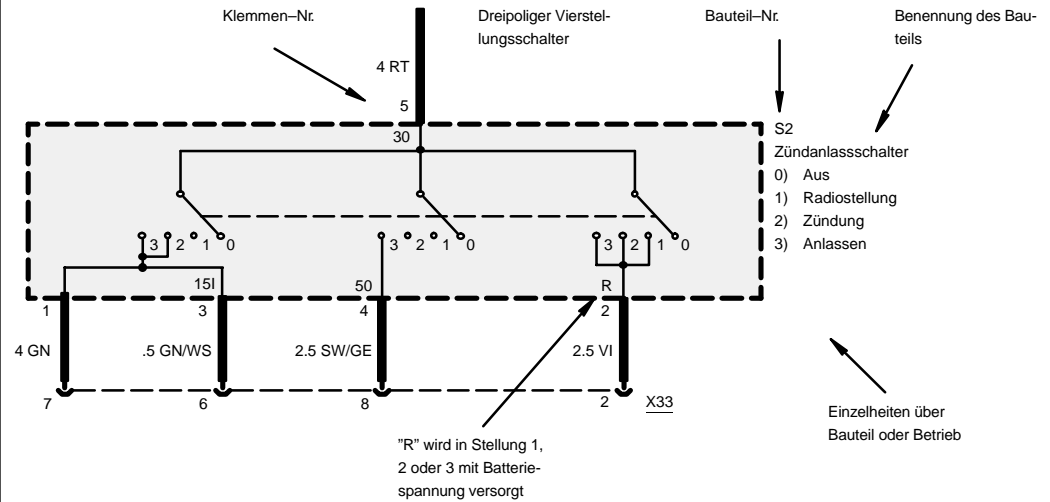 Klemmen–Nr.
Dreipoliger Vierstel-
lungsschalter
Bauteil–Nr.
Benennung des Bau-
teils
4 RT
5
30
S2
Zündanlassschalter
0) Aus
1) Radiostellung
2) Zündung
3) Anlassen
3 2 1 0
3 2 1 0
3 2 1 0
15I
50
R
1
3
4
2
4 GN
.5 GN/WS
2.5 SW/GE
2.5 VI
7
6
8
2
X33
Einzelheiten über
Bauteil oder Betrieb
"R" wird in Stellung 1,
2 oder 3 mit Batterie-
spannung versorgt